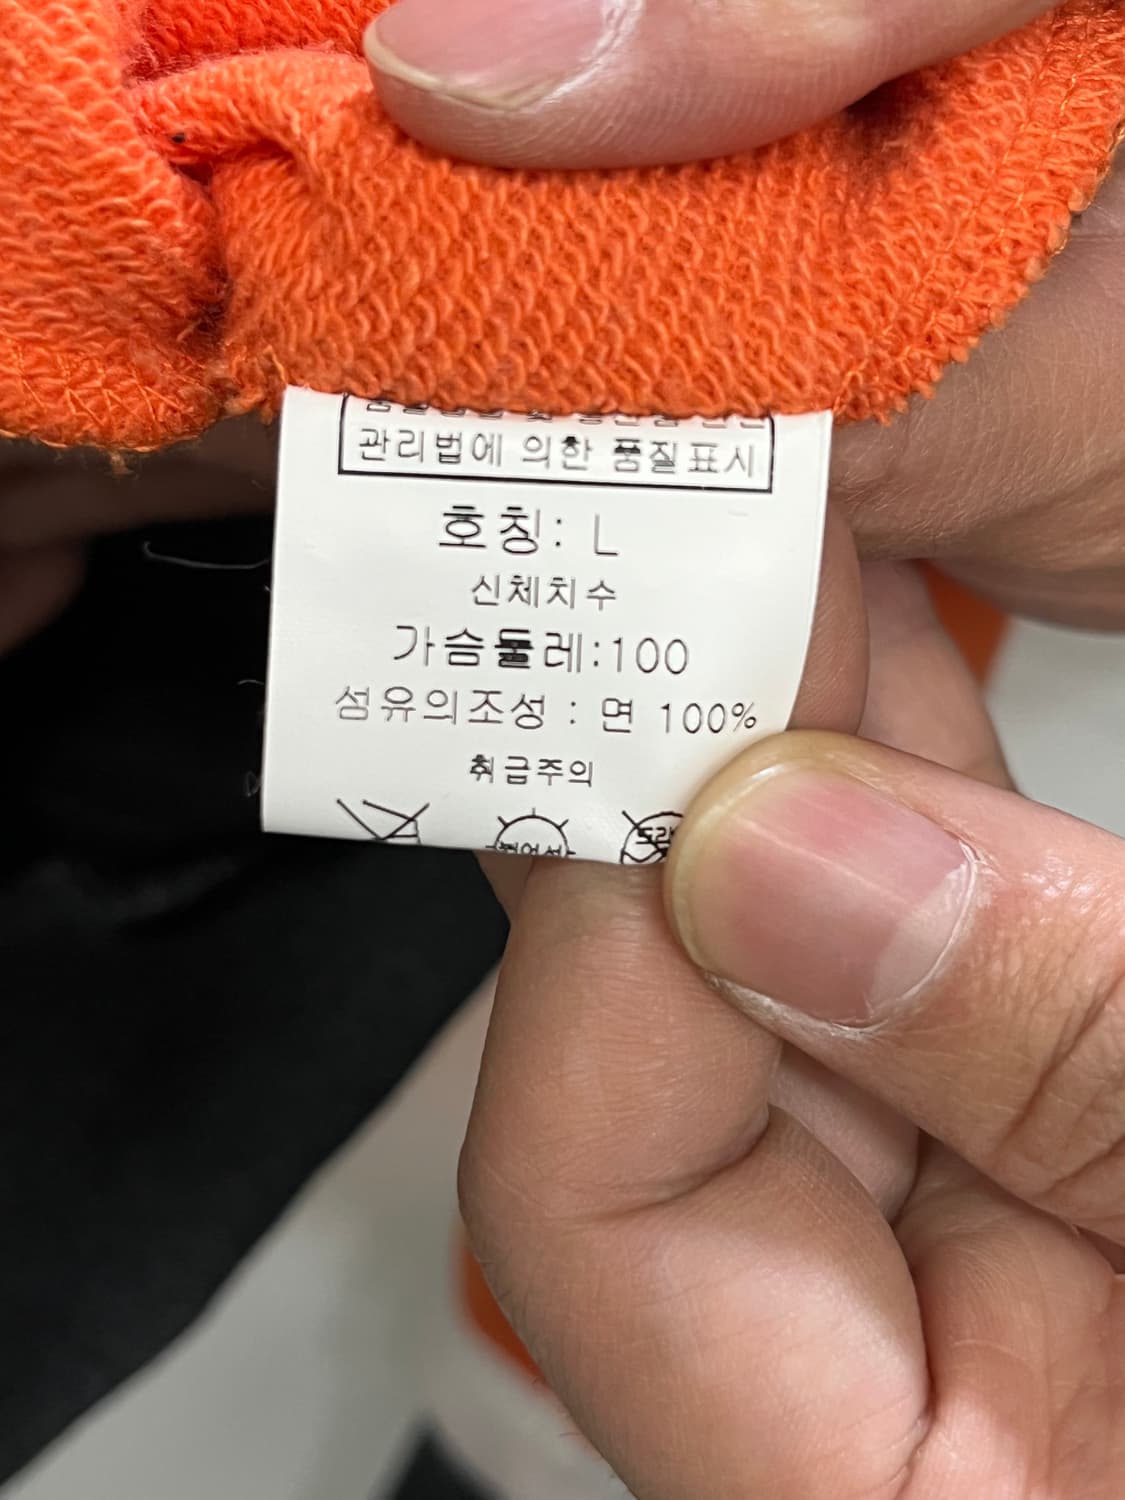 관리법에 의한 품질표시
호칭: L
신체치수
가슴둘레:100
섬유의조성 : 면 100%
취급주의